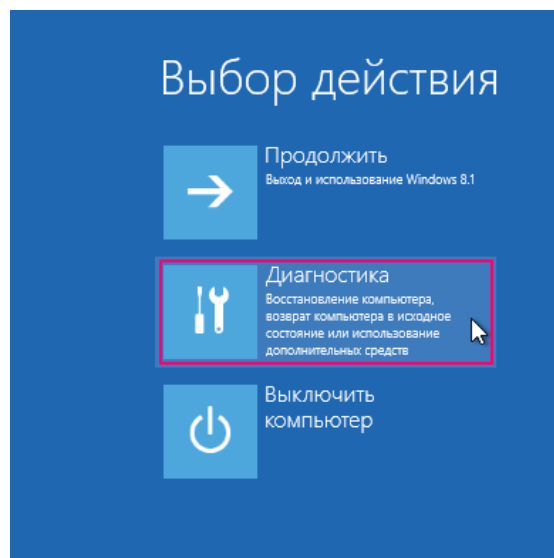 Выбор действия
Продолжить
Выход и использование Windows 8.1
Диагностика
Восстановление компьютера,
возврат компьютера в исходное
состояние или использование
дополнительных средств
Выключить
компьютер